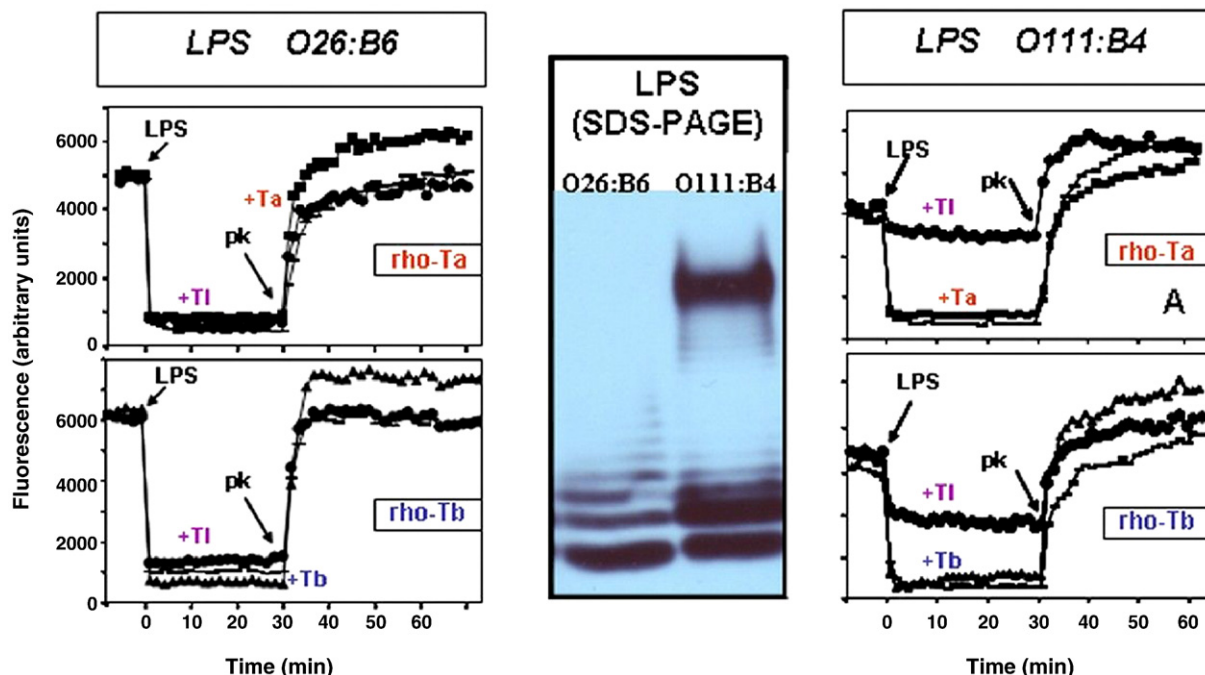 LPS O26:B6
6000
4000
2000
0
LPS
+Ta
pk
+Tl
rho-Ta
6000
4000
2000
0
LPS
pk
+Tl
+Tb
rho-Tb
0 10 20 30 40 50 60 70
Time (min)
Fluorescence (arbitrary units)
LPS
(SDS-PAGE)
O26:B6 O111:B4
LPS O111:B4
LPS
pk
+Tl
+Ta
rho-Ta
A
LPS
pk
+Tl
+Tb
rho-Tb
0 10 20 30 40 50 60
Time (min)